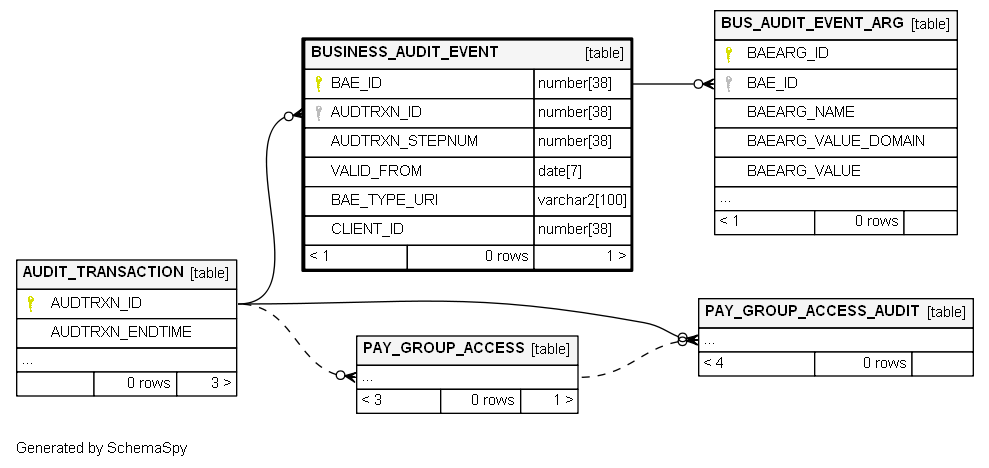 BUSINESS_AUDIT_EVENT [table]
BAE_ID number[38]
AUDTRXN_ID number[38]
AUDTRXN_STEPNUM number[38]
VALID_FROM date[7]
BAE_TYPE_URI varchar2[100]
CLIENT_ID number[38]
< 1 0 rows 1 >
BUS_AUDIT_EVENT_ARG [table]
BAEARG_ID
BAE_ID
BAEARG_NAME
BAEARG_VALUE_DOMAIN
BAEARG_VALUE
...
< 1 0 rows
AUDIT_TRANSACTION [table]
AUDTRXN_ID
AUDTRXN_ENDTIME
...
0 rows 3 >
PAY_GROUP_ACCESS [table]
...
< 3 0 rows 1 >
PAY_GROUP_ACCESS_AUDIT [table]
...
< 4 0 rows
Generated by SchemaSpy